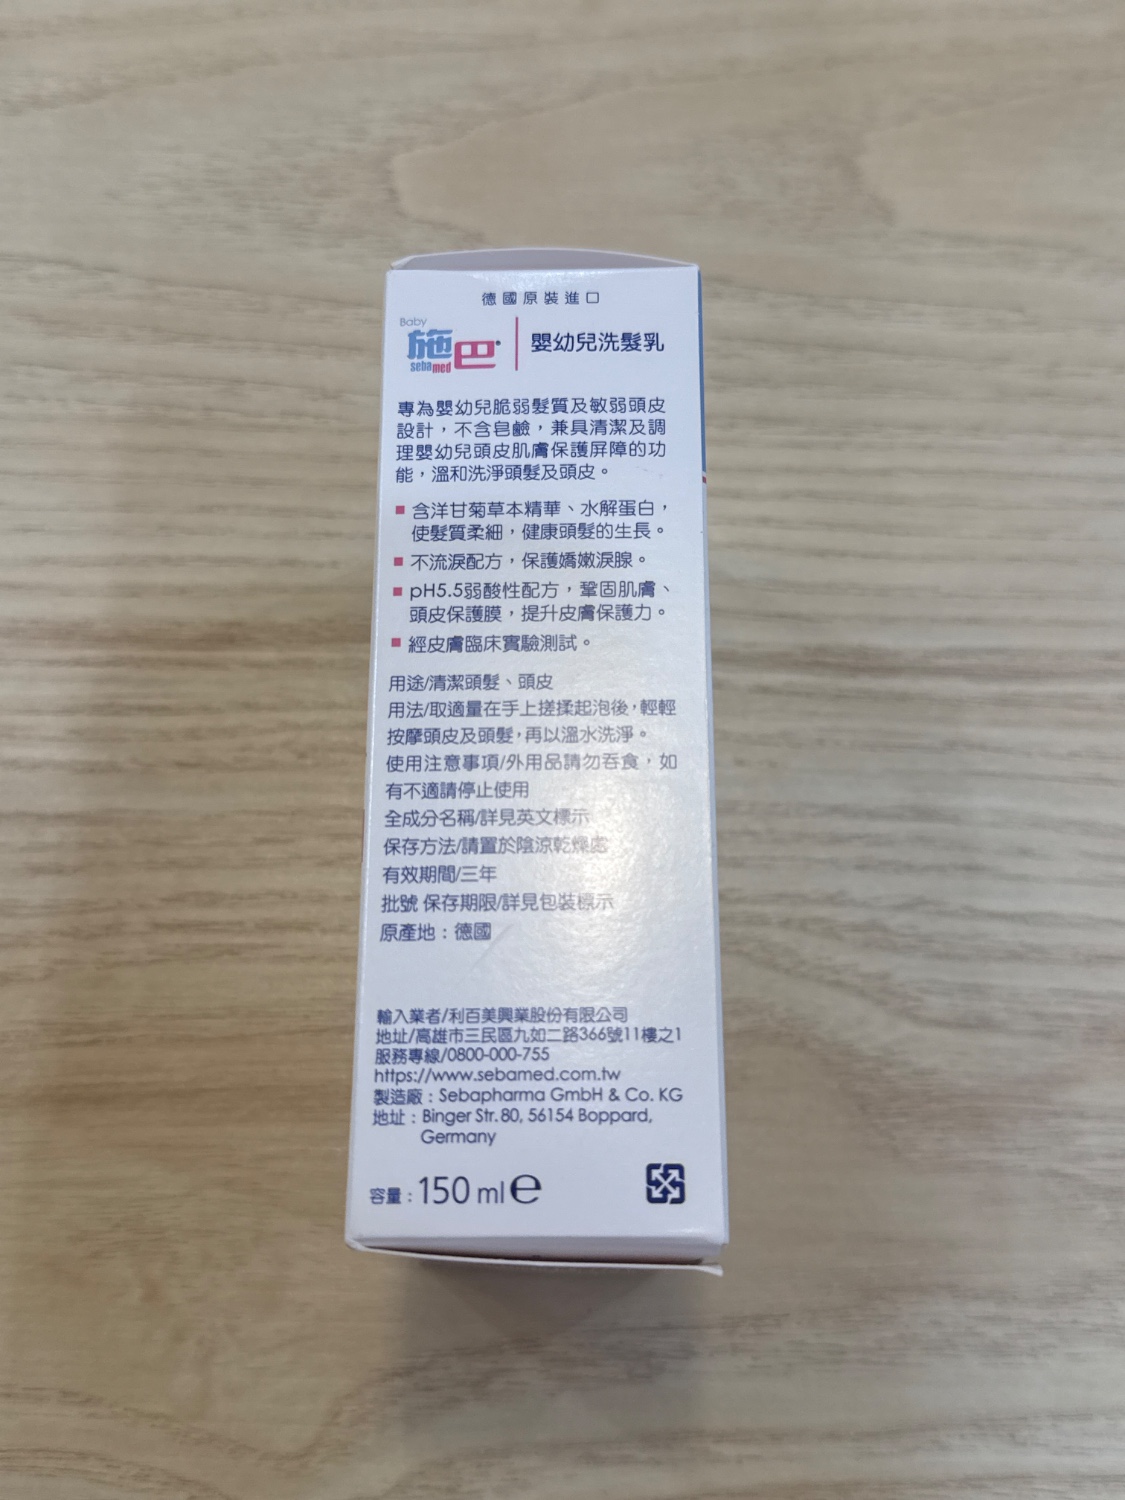 德國原裝進口
Baby
施巴
sebamed
嬰幼兒洗髮乳
專為嬰幼兒脆弱髮質及敏弱頭皮
設計，不含皂鹼，兼具清潔及調
理嬰幼兒頭皮肌膚保護屏障的功
能，溫和洗淨頭髮及頭皮。
含洋甘菊草本精華、水解蛋白，
使髮質柔細，健康頭髮的生長。
不流淚配方，保護嬌嫩淚腺。
pH5.5弱酸性配方，鞏固肌膚、
頭皮保護膜，提升皮膚保護力。
經皮膚臨床實驗測試。
用途/清潔頭髮、頭皮
用法/取適量在手上搓揉起泡後，輕輕
按摩頭皮及頭髮，再以溫水洗淨。
使用注意事項/外用品請勿吞食，如
有不適請停止使用
全成分名稱/詳見英文標示
保存方法/請置於陰涼乾燥處
有效期間/三年
批號 保存期限/詳見包裝標示
原產地：德國
輸入業者/利百美興業股份有限公司
地址/高雄市三民區九如二路366號11樓之1
服務專線/0800-000-755
https://www.sebamed.com.tw
製造廠：Sebapharma GmbH & Co. KG
地址：Binger Str. 80, 56154 Boppard,
Germany
容量：150 ml ℮